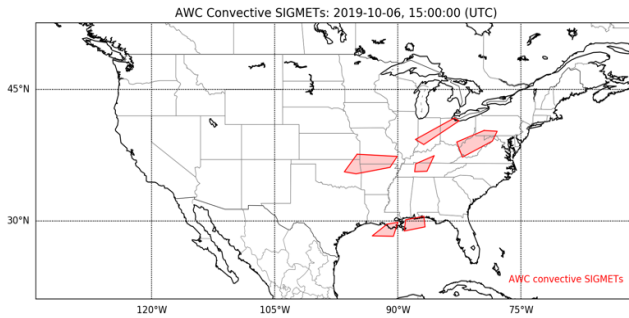 AWC Convective SIGMETs: 2019-10-06, 15:00:00 (UTC)
45°N
30°N
AWC convective SIGMETs
120°W
105°W
90°W
75°W